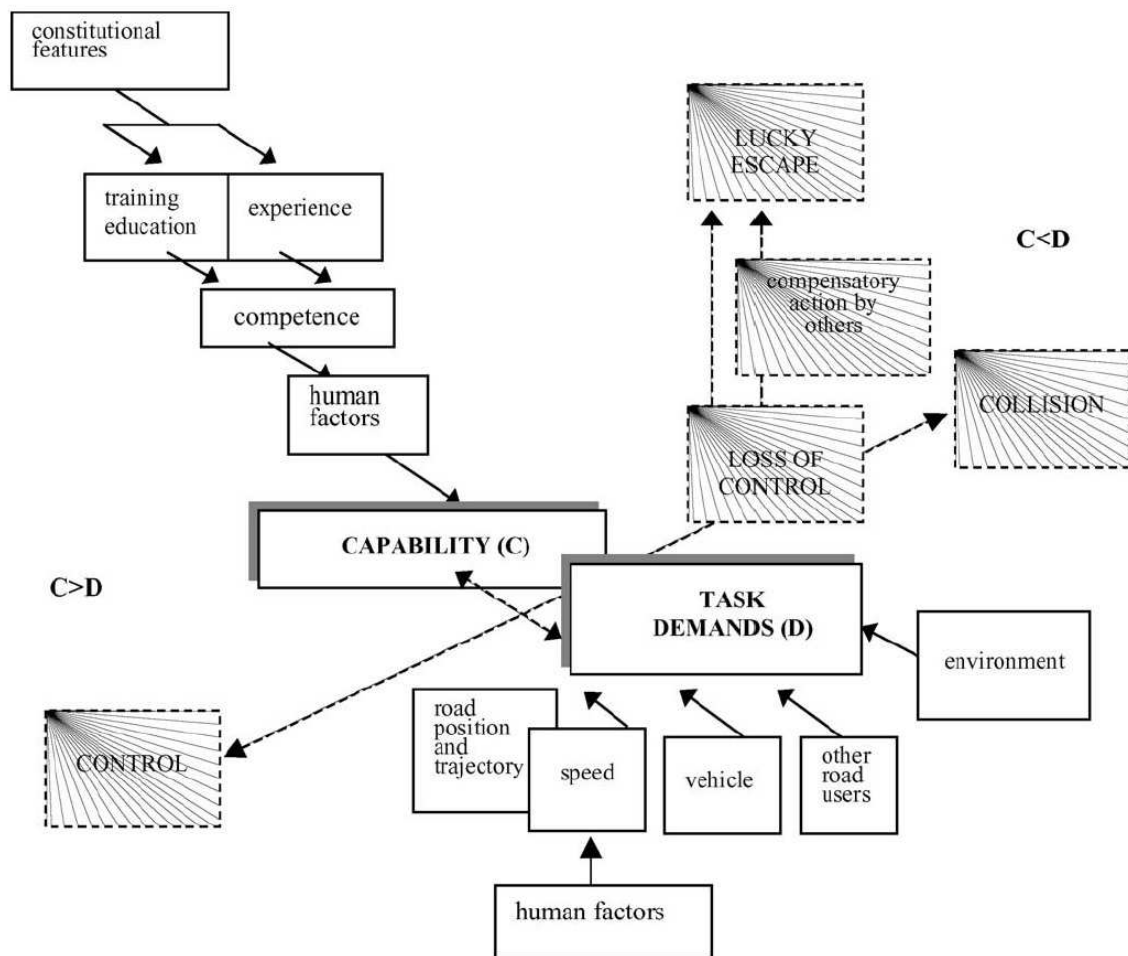 constitutional
features
training
education
experience
competence
human
factors
CAPABILITY (C)
C>D
LUCKY
ESCAPE
C<D
compensatory
action by
others
COLLISION
LOSS OF
CONTROL
TASK
DEMANDS (D)
environment
CONTROL
road
position
and
trajectory
speed
vehicle
other
road
users
human factors